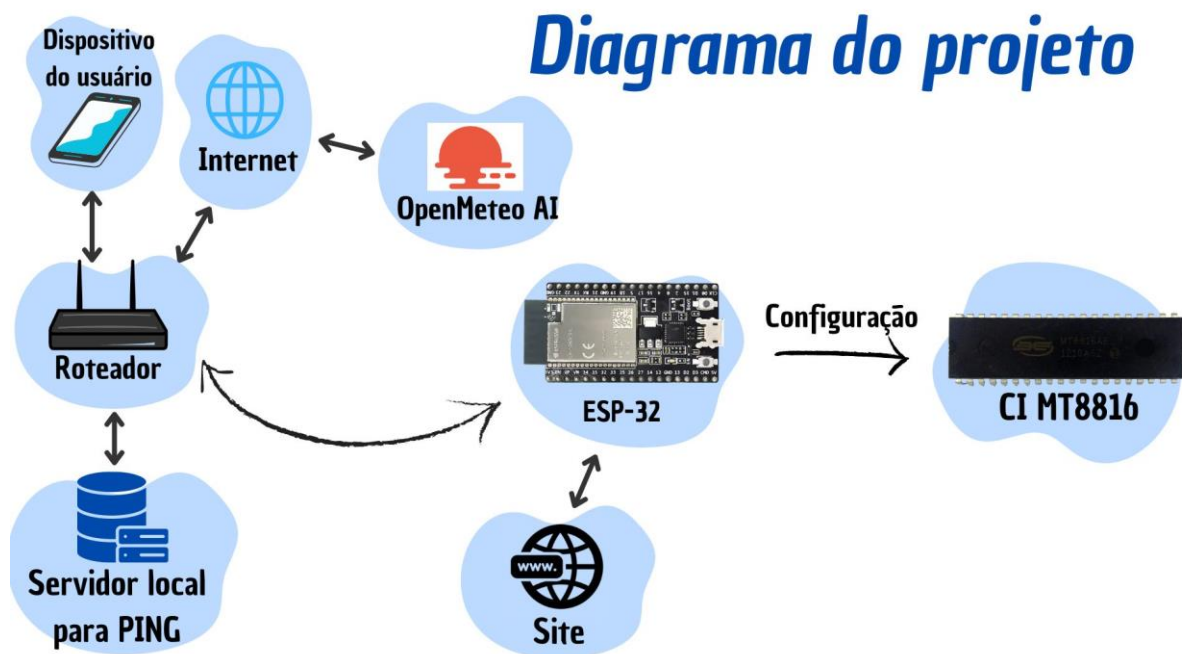 Diagrama do projeto
Dispositivo
do usuário
Internet
OpenMeteo AI
Roteador
ESP-32
Configuração
CI MT8816
Servidor local
para PING
www.
Site